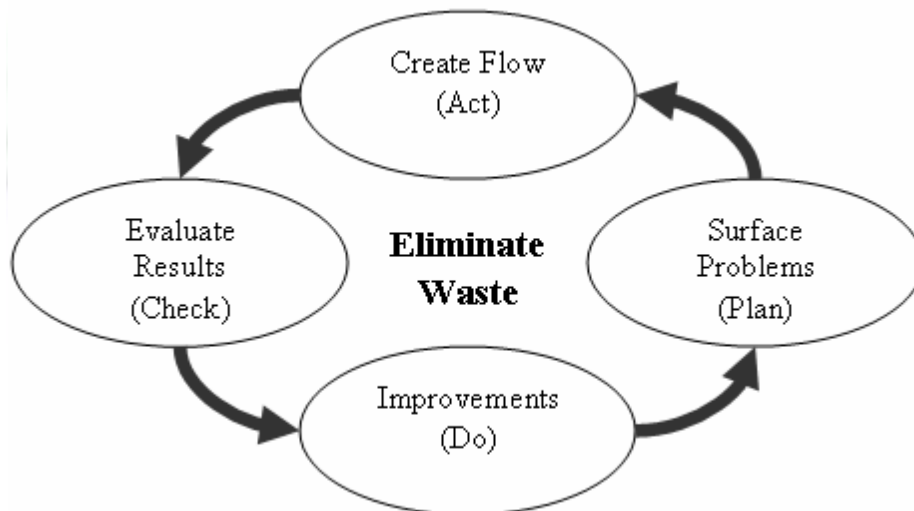 Create Flow
(Act)
Evaluate
Results
(Check)
Eliminate
Waste
Surface
Problems
(Plan)
Improvements
(Do)